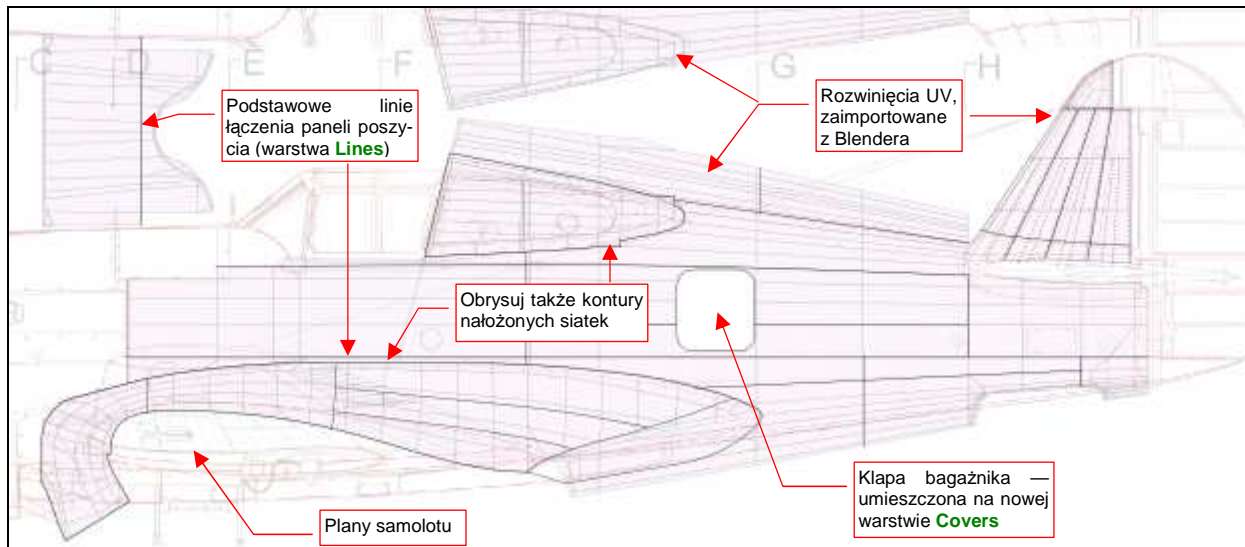 C
D
E
F
G
H
Podstawowe linie
łączenia paneli poszy-
cia (warstwa Lines)
Rozwinięcia UV,
zaimportowane
z Blendera
Obrysuj także kontury
nałożonych siatek
Klapa bagażnika —
umieszczona na nowej
warstwie Covers
Plany samolotu